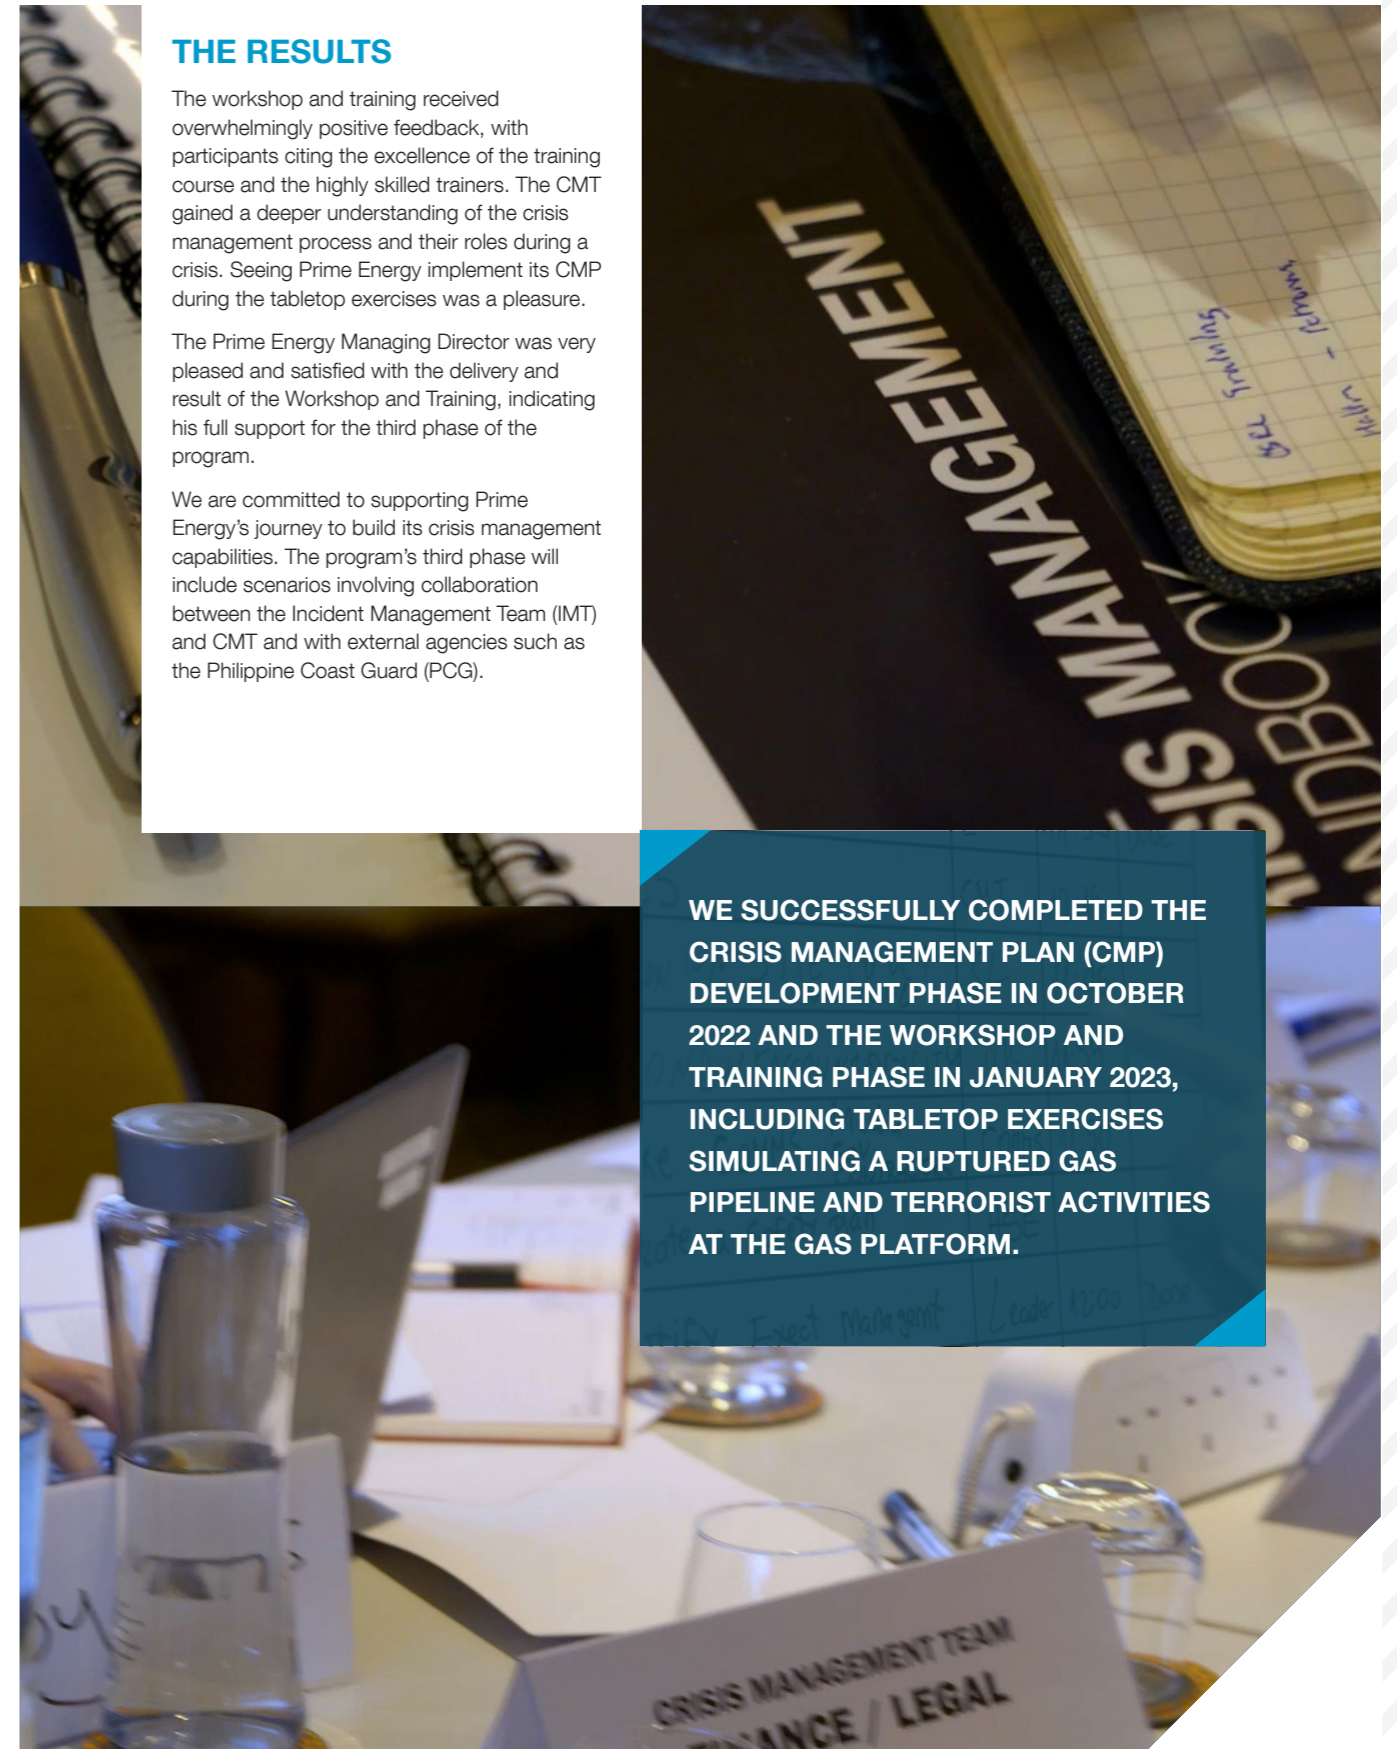 THE RESULTS
The workshop and training received
overwhelmingly positive feedback, with
participants citing the excellence of the training
course and the highly skilled trainers. The CMT
gained a deeper understanding of the crisis
management process and their roles during a
crisis. Seeing Prime Energy implement its CMP
during the tabletop exercises was a pleasure.
The Prime Energy Managing Director was very
pleased and satisfied with the delivery and
result of the Workshop and Training, indicating
his full support for the third phase of the
program.
We are committed to supporting Prime
Energy’s journey to build its crisis management
capabilities. The program’s third phase will
include scenarios involving collaboration
between the Incident Management Team (IMT)
and CMT and with external agencies such as
the Philippine Coast Guard (PCG).
MANAGEMENT
WE SUCCESSFULLY COMPLETED THE
CRISIS MANAGEMENT PLAN (CMP)
DEVELOPMENT PHASE IN OCTOBER
2022 AND THE WORKSHOP AND
TRAINING PHASE IN JANUARY 2023,
INCLUDING TABLETOP EXERCISES
SIMULATING A RUPTURED GAS
PIPELINE AND TERRORIST ACTIVITIES
AT THE GAS PLATFORM.
Exect Managemt Leader 1200 Done
CRISIS MANAGEMENT TEAM
/ LEGAL